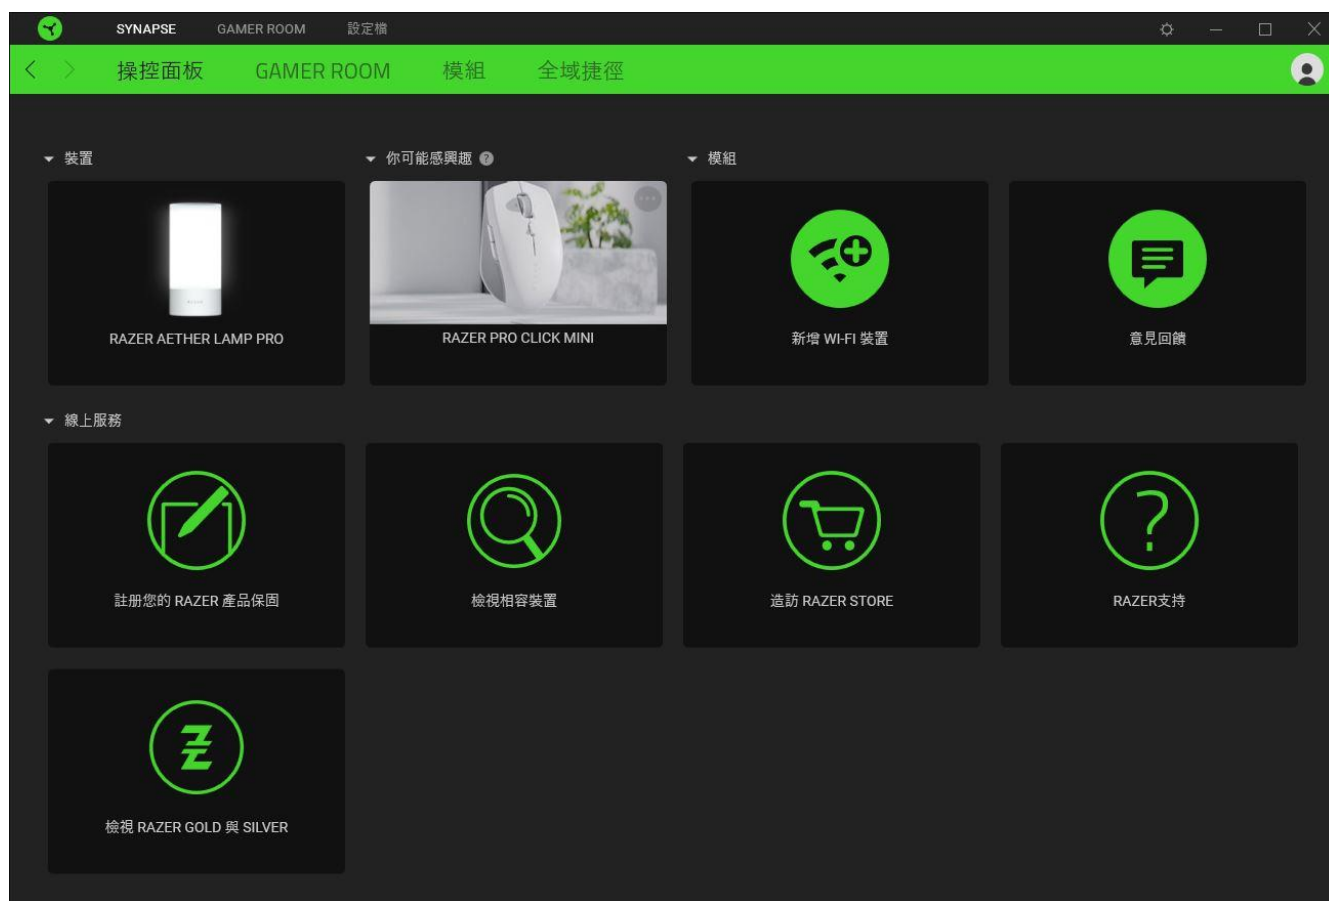 SYNAPSE GAMER ROOM 設定檔
操控面板 GAMER ROOM 模組 全域捷徑
裝置
你可能感興趣 ?
模組
RAZER AETHER LAMP PRO
RAZER PRO CLICK MINI
新增 WI-FI 裝置
意見回饋
線上服務
註册您的 RAZER 產品保固
檢視相容裝置
造訪 RAZER STORE
RAZER支持
檢視 RAZER GOLD 與 SILVER